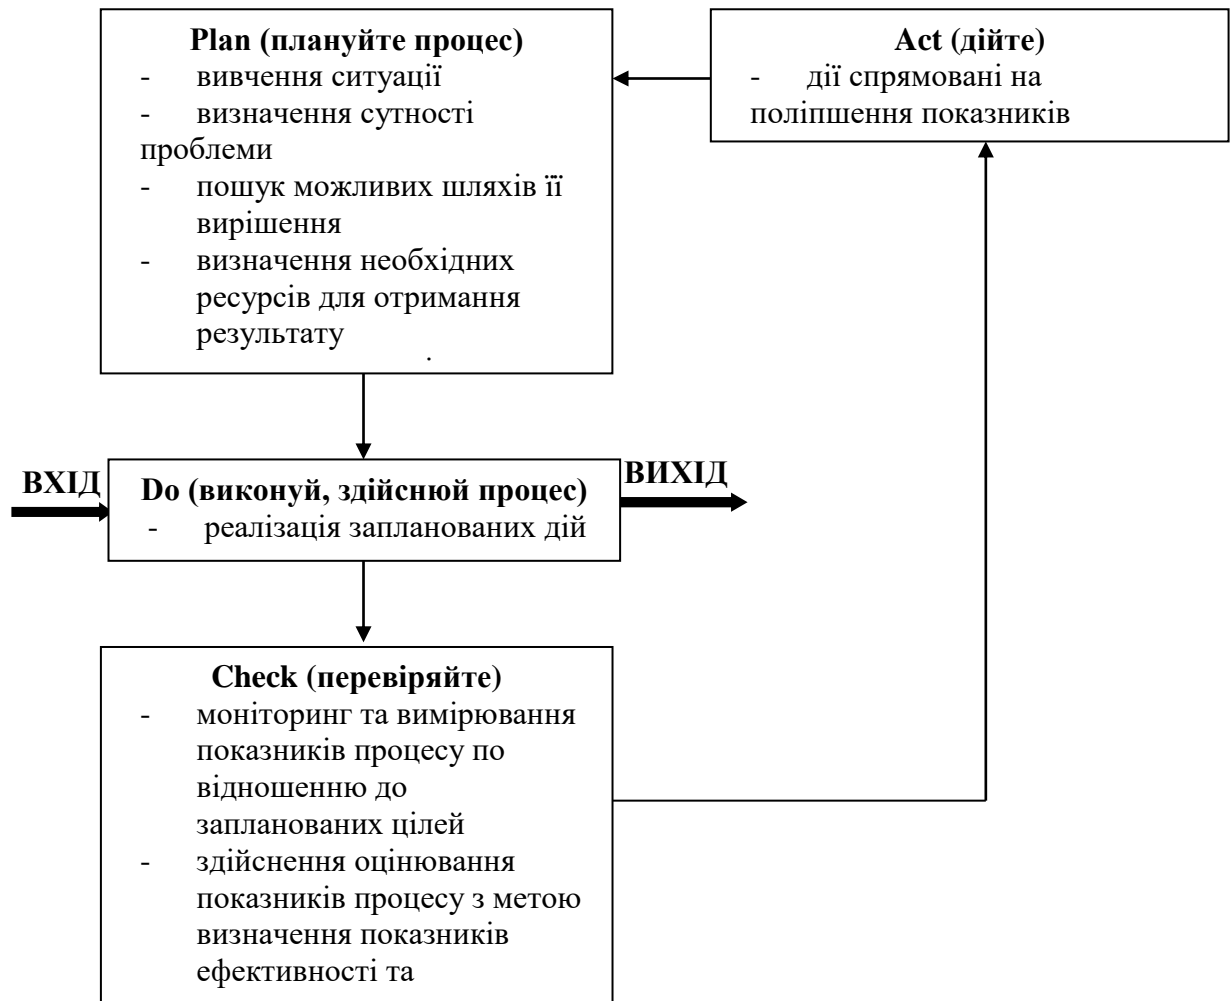 Plan (плануйте процес)
- вивчення ситуації
- визначення сутності
проблеми
- пошук можливих шляхів її
вирішення
- визначення необхідних
ресурсів для отримання
результату
.
Act (дійте)
- дії спрямовані на
поліпшення показників
ВХІД
Do (виконуй, здійснюй процес)
- реалізація запланованих дій
ВИХІД
Check (перевіряйте)
- моніторинг та вимірювання
показників процесу по
відношенню до
запланованих цілей
- здійснення оцінювання
показників процесу з метою
визначення показників
ефективності та